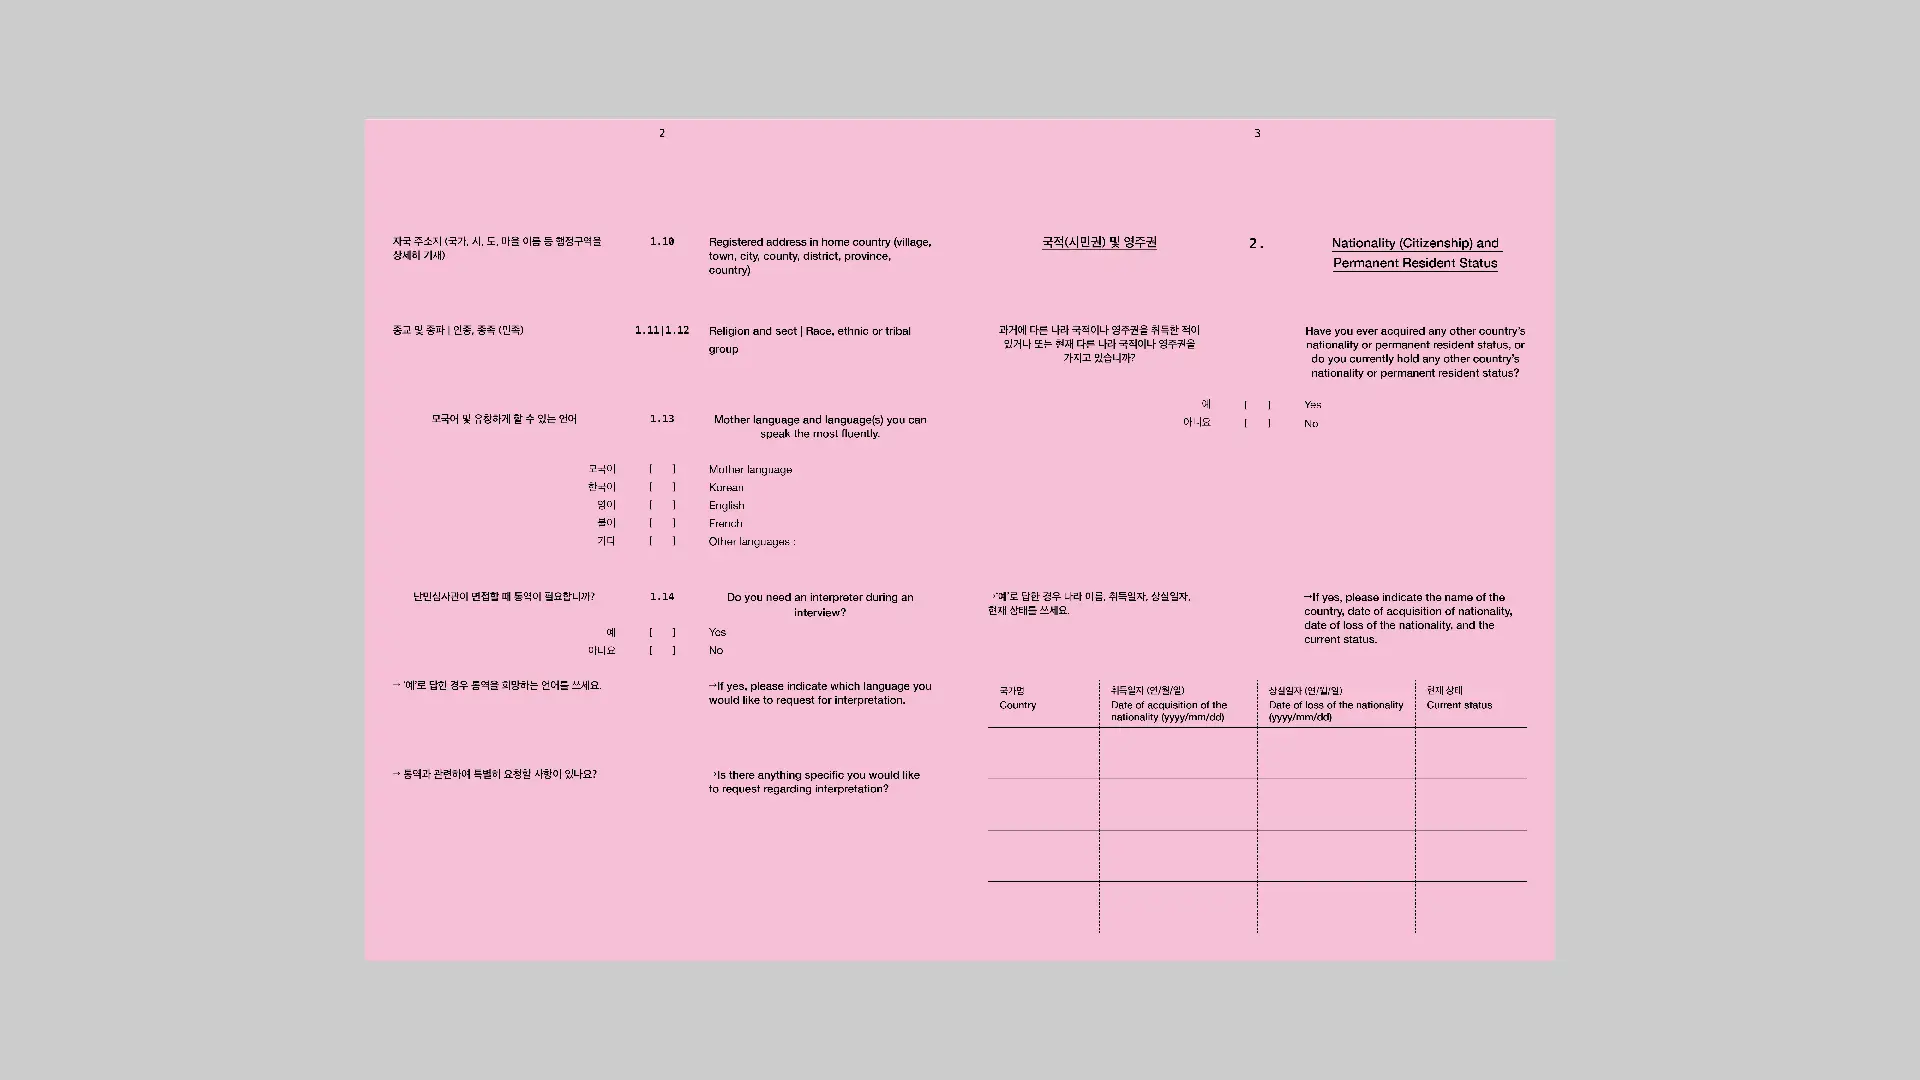 2
자국 주소지 (국가, 시, 도, 마을 이름 등 행정구역을
상세히 기재)
1.10
Registered address in home country (village,
town, city, county, district, province,
country)
종교 및 종파 | 인종, 종족 (민족)
1.11|1.12
Religion and sect | Race, ethnic or tribal
group
모국어 및 유창하게 할 수 있는 언어
1.13
Mother language and language(s) you can
speak the most fluently.
모국어 [ ] Mother language
한국어 [ ] Korean
영어 [ ] English
불어 [ ] French
기타 [ ] Other languages :
난민심사관이 면접할 때 통역이 필요합니까?
1.14
Do you need an interpreter during an
interview?
예 [ ] Yes
아니요 [ ] No
→ '예'로 답한 경우 통역을 희망하는 언어를 쓰세요.
→If yes, please indicate which language you
would like to request for interpretation.
→ 통역과 관련하여 특별히 요청할 사항이 있나요?
→Is there anything specific you would like
to request regarding interpretation?
3
국적(시민권) 및 영주권
2.
Nationality (Citizenship) and
Permanent Resident Status
과거에 다른 나라 국적이나 영주권을 취득한 적이
있거나 또는 현재 다른 나라 국적이나 영주권을
가지고 있습니까?
Have you ever acquired any other country's
nationality or permanent resident status, or
do you currently hold any other country's
nationality or permanent resident status?
예 [ ] Yes
아니요 [ ] No
→'예'로 답한 경우 나라 이름, 취득일자, 상실일자,
현재 상태를 쓰세요.
→If yes, please indicate the name of the
country, date of acquisition of nationality,
date of loss of the nationality, and the
current status.
국가명
Country
취득일자 (연/월/일)
Date of acquisition of the
nationality (yyyy/mm/dd)
상실일자 (연/월/일)
Date of loss of the nationality
(yyyy/mm/dd)
현재 상태
Current status